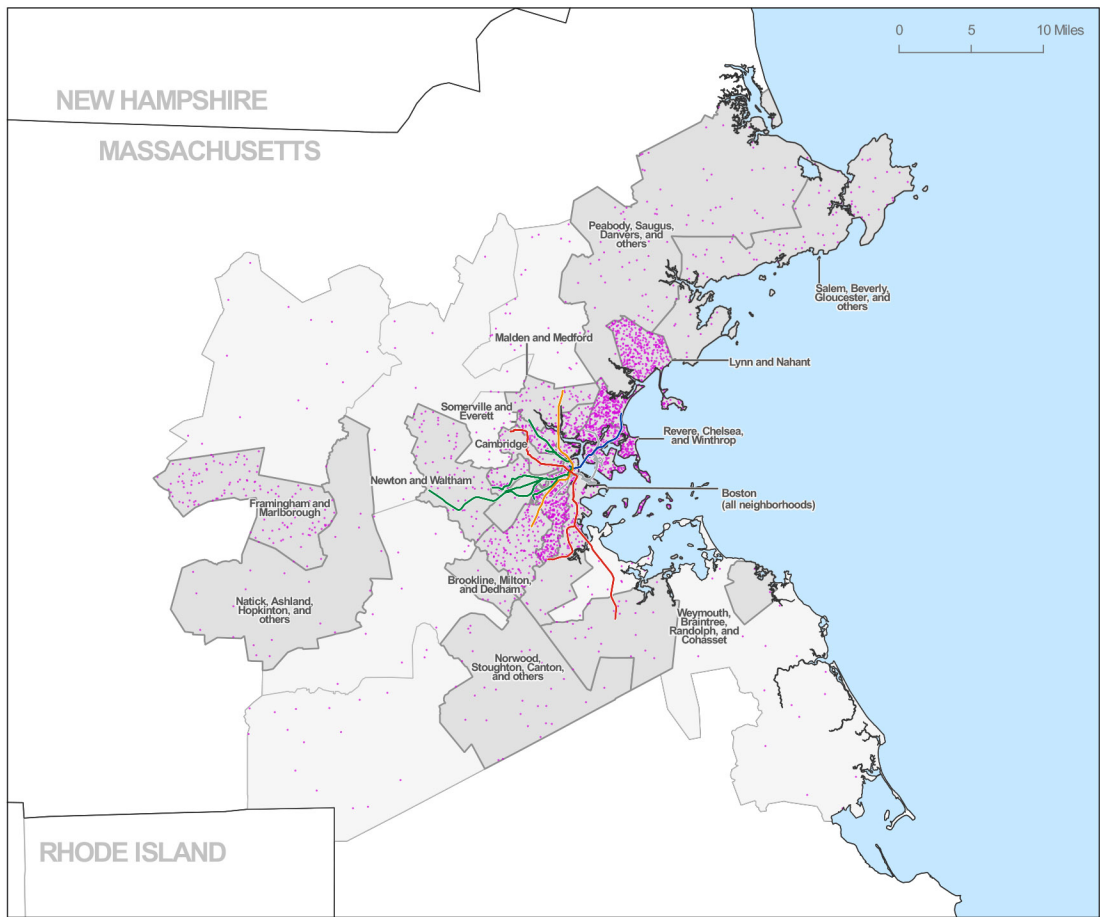 0 5 10 Miles
NEW HAMPSHIRE
MASSACHUSETTS
Peabody, Saugus,
Danvers, and
others
Salem, Beverly,
Gloucester, and
others
Malden and Medford
Lynn and Nahant
Somerville and
Everett
Revere, Chelsea,
and Winthrop
Cambridge
Newton and Waltham
Boston
(all neighborhoods)
Framingham and
Marlborough
Brookline, Milton,
and Dedham
Natick, Ashland,
Hopkinton, and
others
Weymouth,
Braintree,
Randolph, and
Cohasset
Norwood,
Stoughton, Canton,
and others
RHODE ISLAND